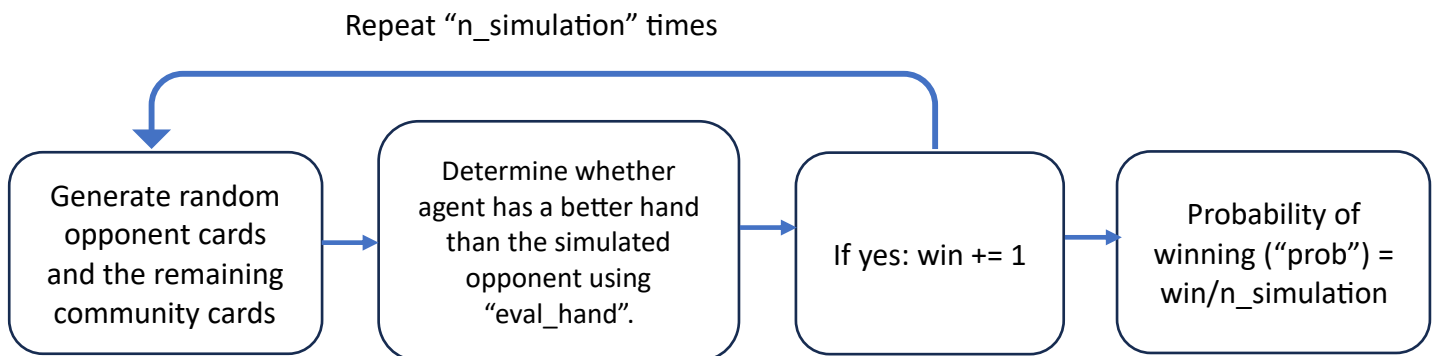 Repeat “n_simulation” times
Generate random
opponent cards
and the remaining
community cards
Determine whether
agent has a better hand
than the simulated
opponent using
“eval_hand”.
If yes: win += 1
Probability of
winning (“prob”) =
win/n_simulation